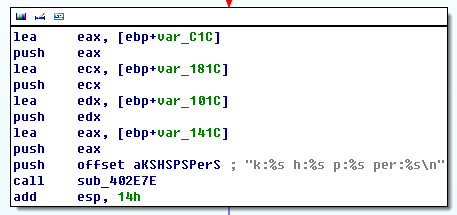 lea eax, [ebp+var_C1C]
push eax
lea ecx, [ebp+var_181C]
push ecx
lea edx, [ebp+var_101C]
push edx
lea eax, [ebp+var_141C]
push eax
push offset aKSHSPSPerS ; "k:%s h:%s p:%s per:%s\n"
call sub_402E7E
add esp, 14h